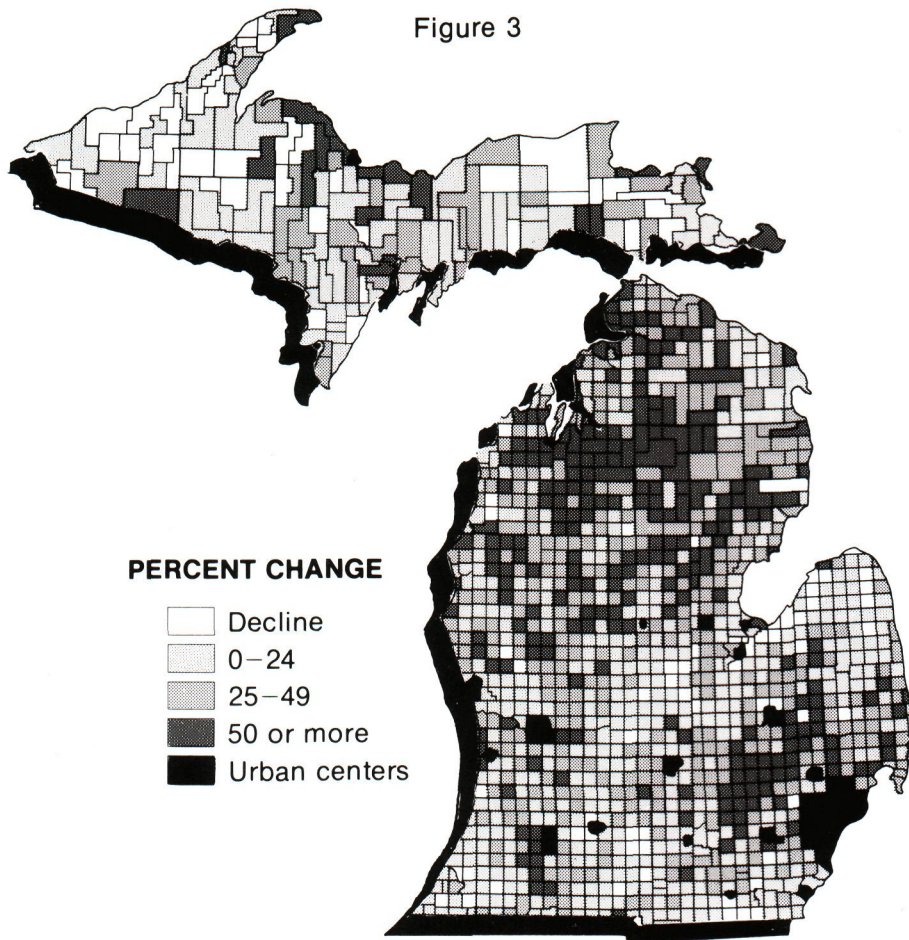 Figure 3
PERCENT CHANGE
Decline
0–24
25–49
50 or more
Urban centers